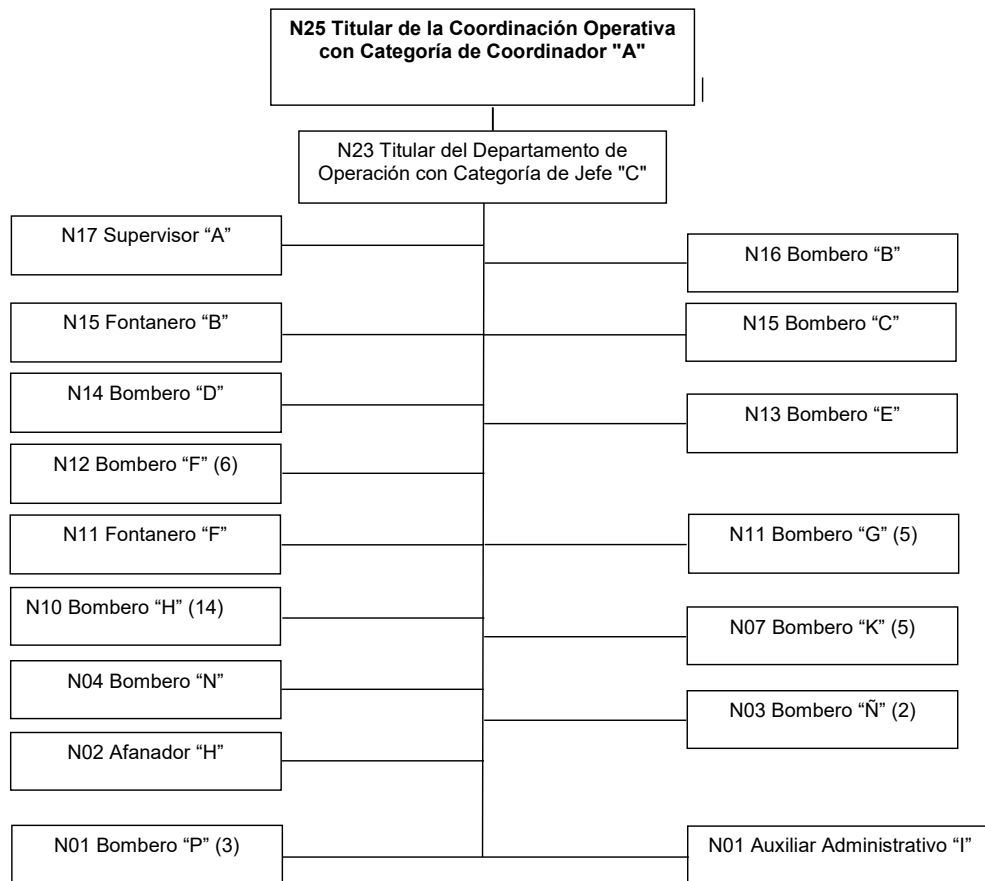 N25 Titular de la Coordinación Operativa
con Categoría de Coordinador "A"
N23 Titular del Departamento de
Operación con Categoría de Jefe "C"
N17 Supervisor “A”
N16 Bombero “B”
N15 Fontanero “B”
N15 Bombero “C”
N14 Bombero “D”
N13 Bombero “E”
N12 Bombero “F” (6)
N11 Fontanero “F”
N11 Bombero “G” (5)
N10 Bombero “H” (14)
N07 Bombero “K” (5)
N04 Bombero “N”
N03 Bombero “Ñ” (2)
N02 Afanador “H”
N01 Bombero “P” (3)
N01 Auxiliar Administrativo “I”